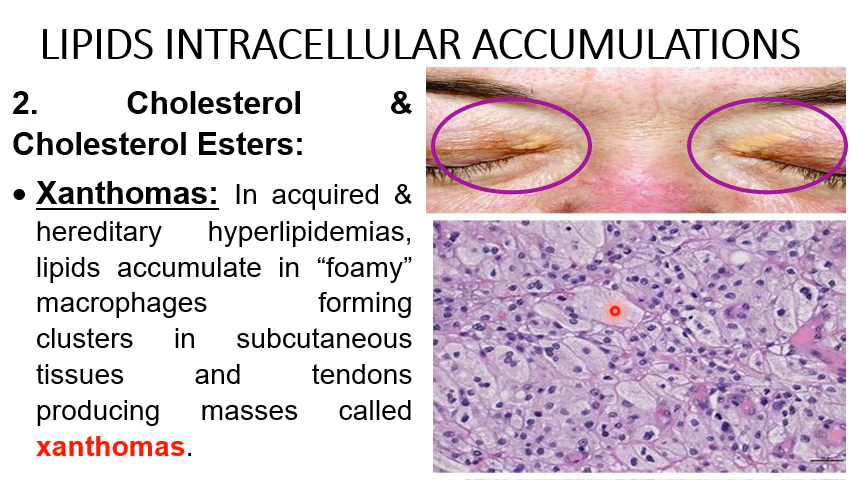 LIPIDS INTRACELLULAR ACCUMULATIONS
2. Cholesterol &
Cholesterol Esters:
• Xanthomas: In acquired &
hereditary hyperlipidemias,
lipids accumulate in “foamy”
macrophages forming
clusters in subcutaneous
tissues and tendons
producing masses called
xanthomas.